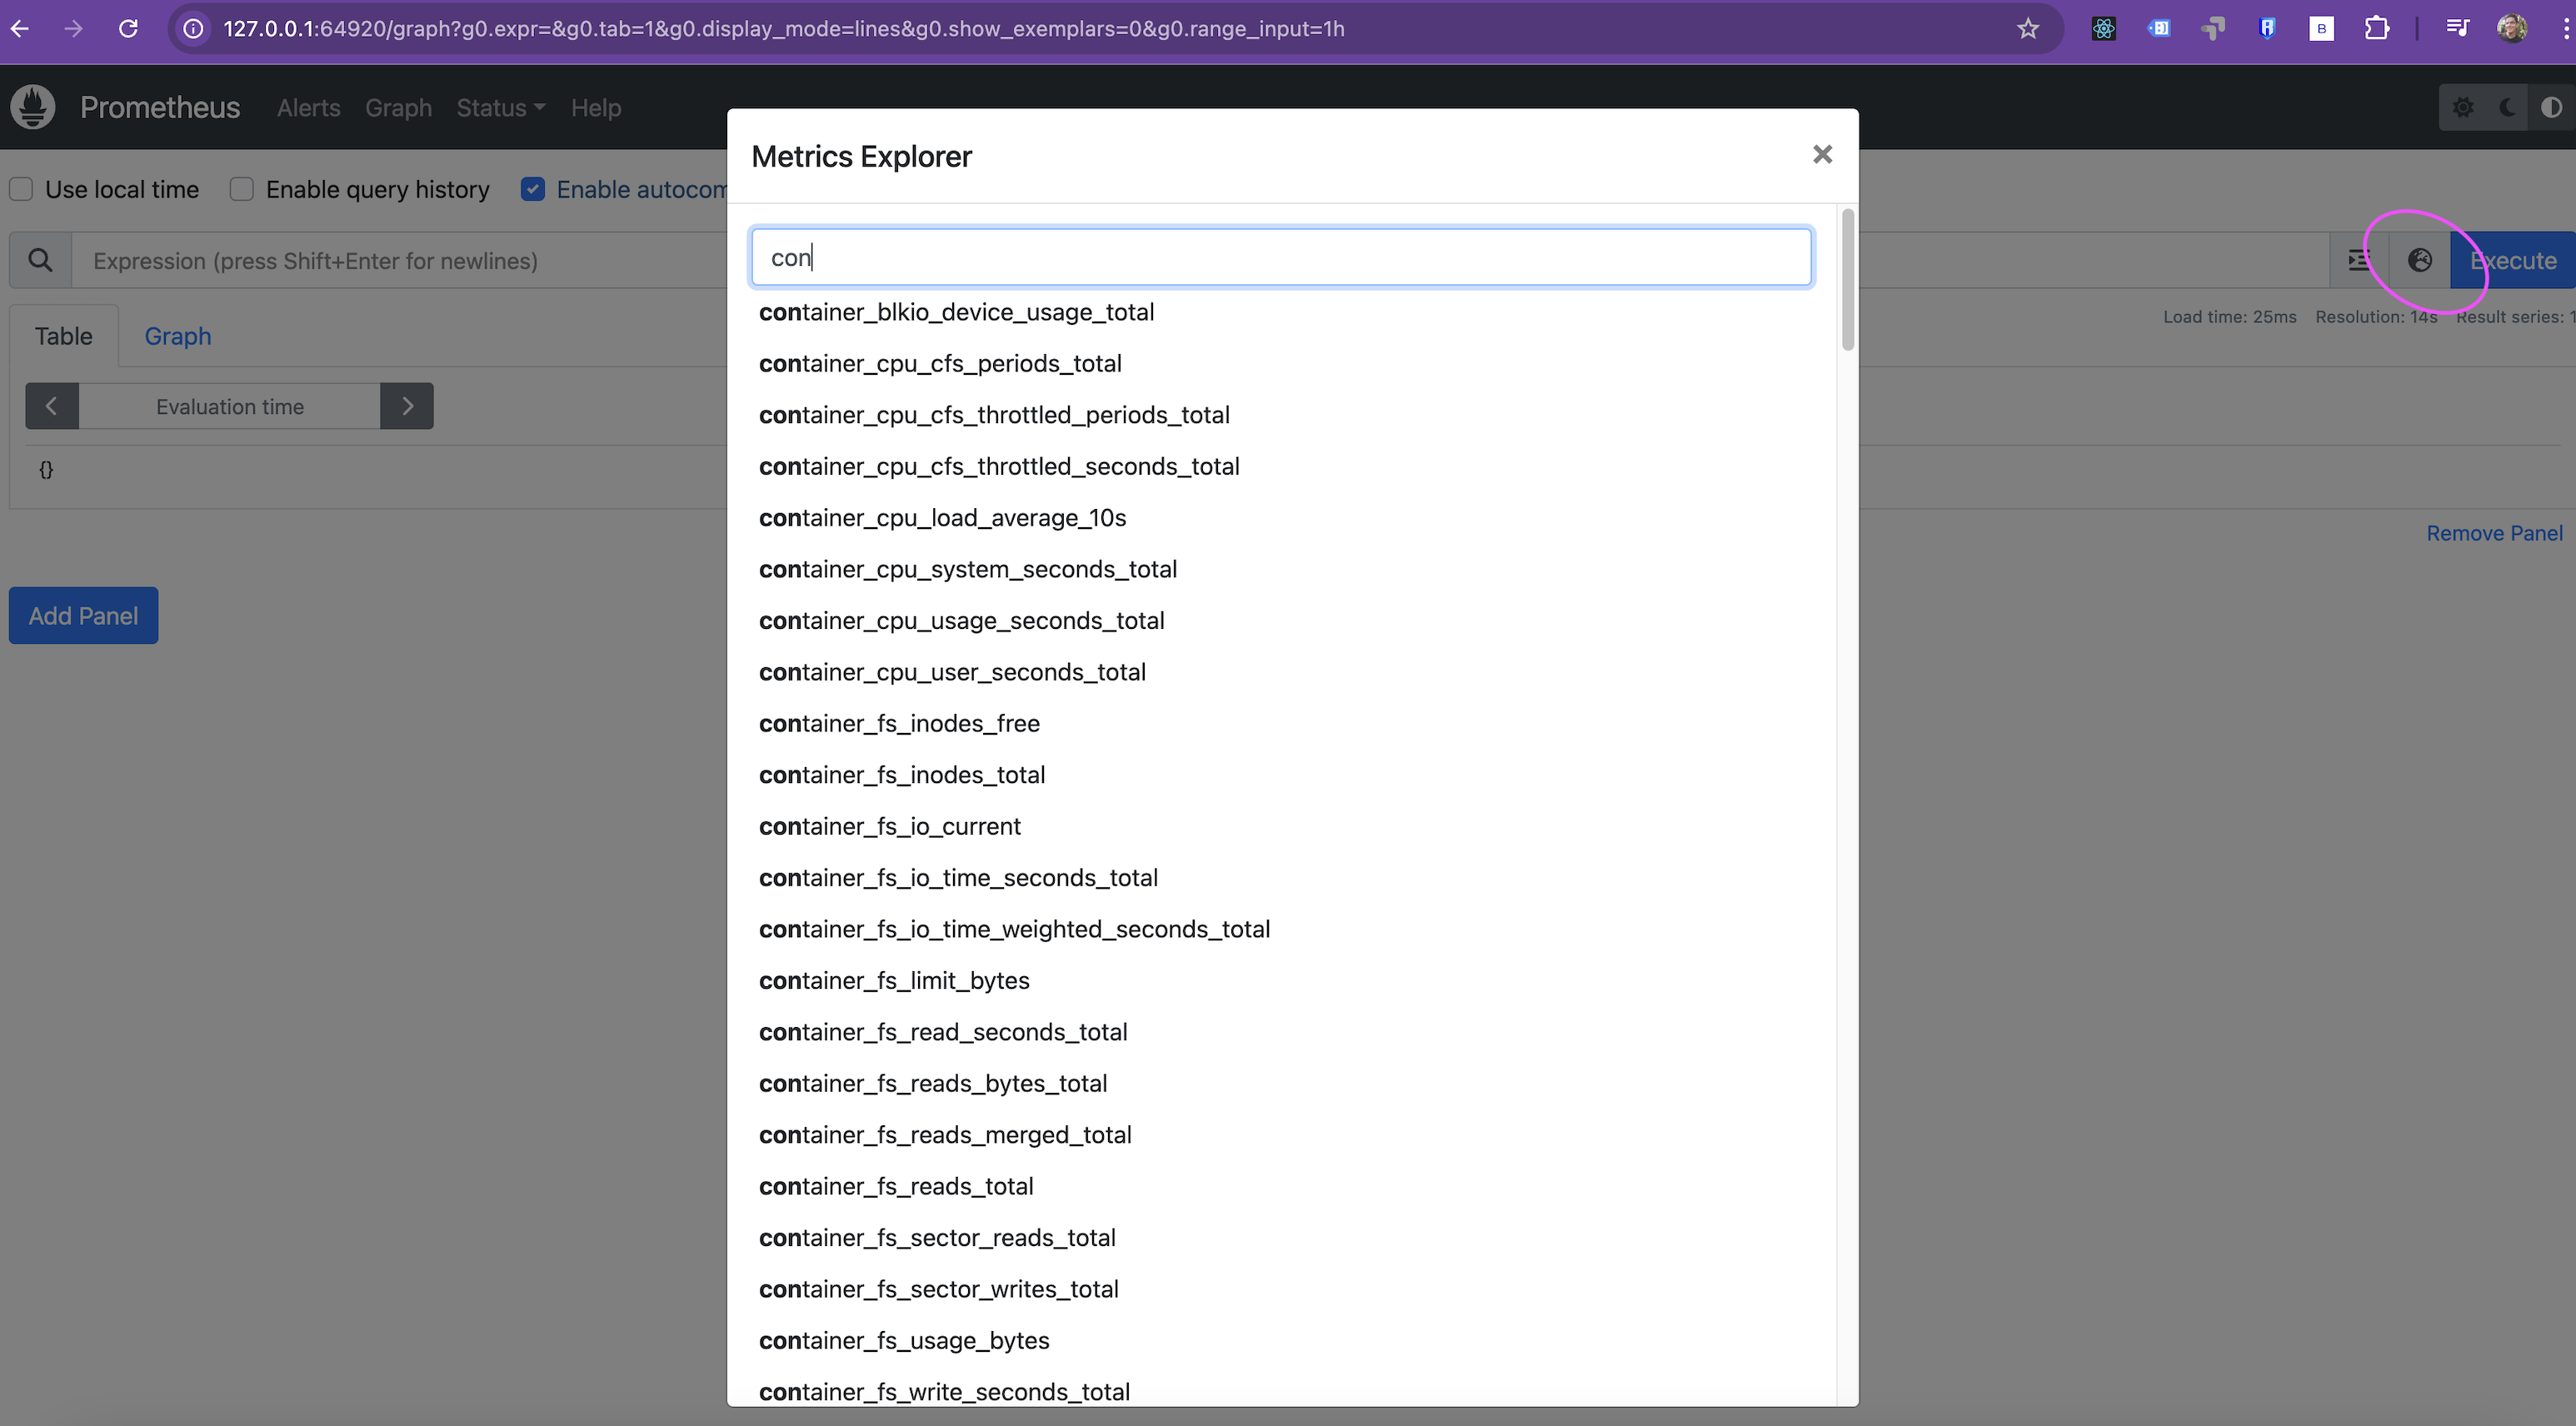 127.0.0.1:64920/graph?g0.expr=&g0.tab=1&g0.display_mode=lines&g0.show_exemplars=0&g0.range_input=1h
B
Prometheus Alerts Graph Status Help
Metrics Explorer
Use local time Enable query history Enable autocom
Expression (press Shift+Enter for newlines)
con
Execute
Load time: 25ms Resolution: 14s Result series: 1
Table Graph
Evaluation time
{}
Remove Panel
Add Panel
container_blkio_device_usage_total
container_cpu_cfs_periods_total
container_cpu_cfs_throttled_periods_total
container_cpu_cfs_throttled_seconds_total
container_cpu_load_average_10s
container_cpu_system_seconds_total
container_cpu_usage_seconds_total
container_cpu_user_seconds_total
container_fs_inodes_free
container_fs_inodes_total
container_fs_io_current
container_fs_io_time_seconds_total
container_fs_io_time_weighted_seconds_total
container_fs_limit_bytes
container_fs_read_seconds_total
container_fs_reads_bytes_total
container_fs_reads_merged_total
container_fs_reads_total
container_fs_sector_reads_total
container_fs_sector_writes_total
container_fs_usage_bytes
container_fs_write_seconds_total